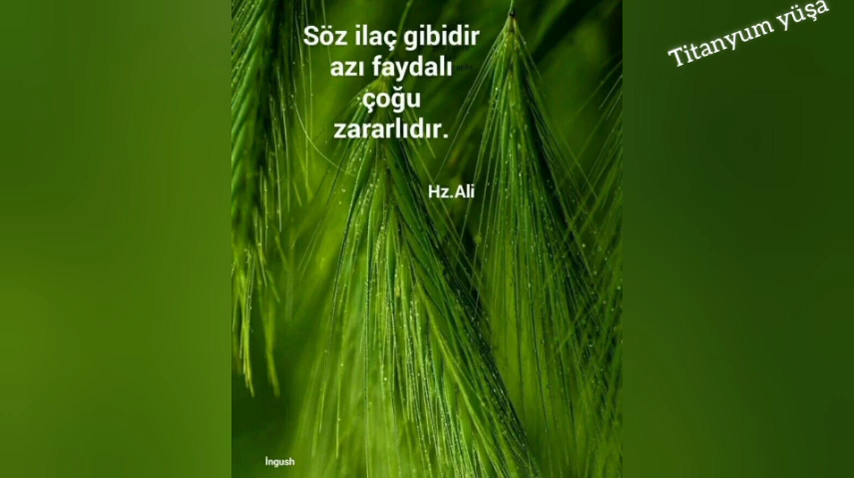 Söz ilaç gibidir
azı faydalı
çoğu
zararlıdır.
Hz.Ali
Titanyum yüşa
İngush